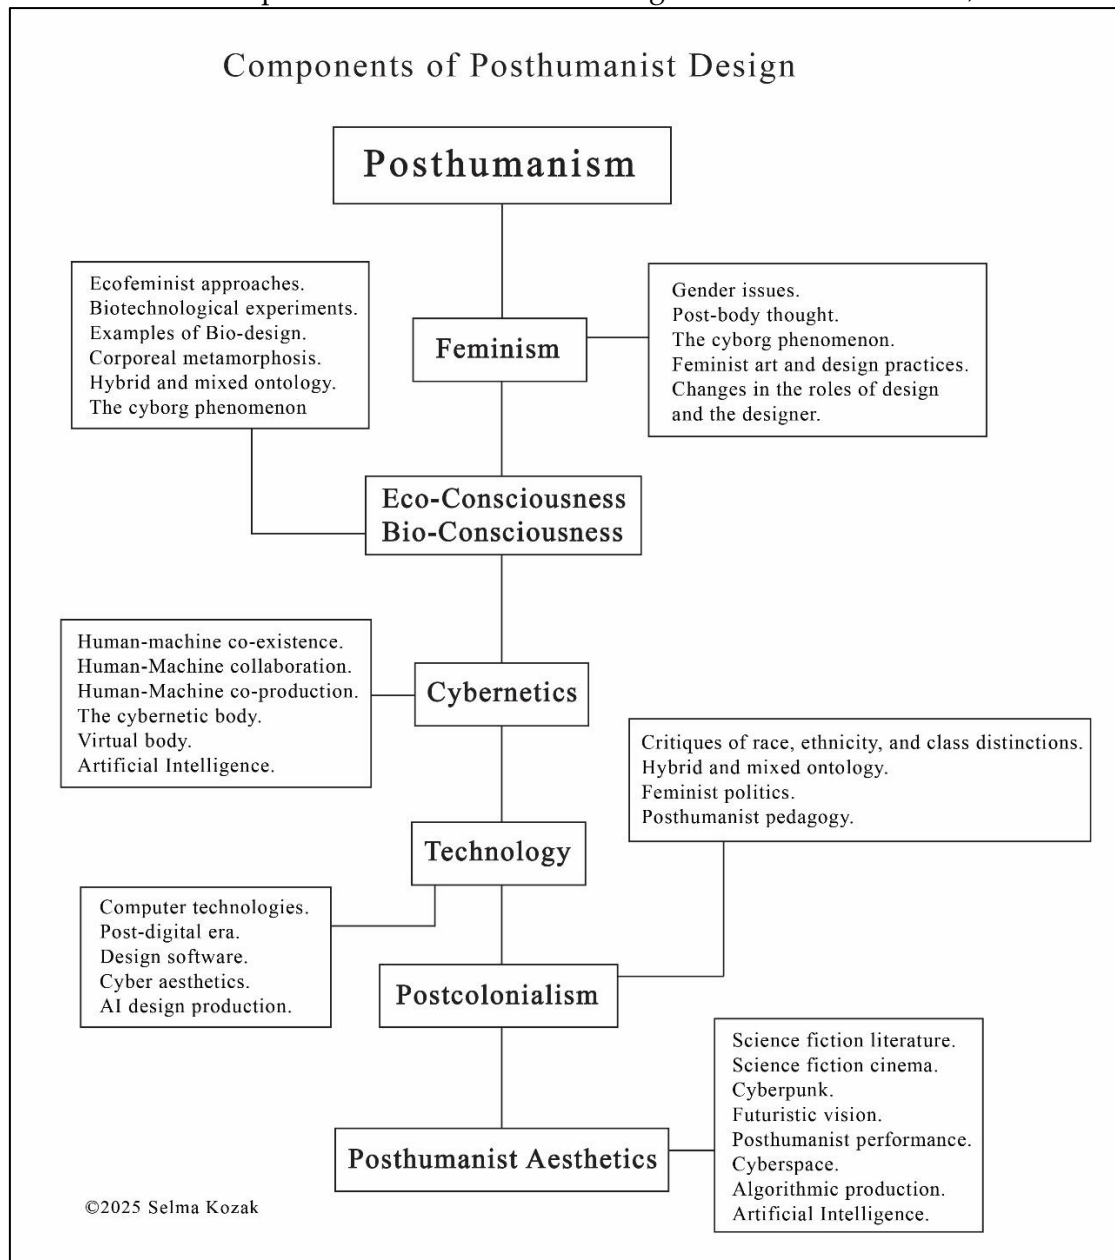 Components of Posthumanist Design
Posthumanism
Ecofeminist approaches.
Biotechnological experiments.
Examples of Bio-design.
Corporeal metamorphosis.
Hybrid and mixed ontology.
The cyborg phenomenon
Gender issues.
Post-body thought.
The cyborg phenomenon.
Feminist art and design practices.
Changes in the roles of design
and the designer.
Feminism
Eco-Consciousness
Bio-Consciousness
Human-machine co-existence.
Human-Machine collaboration.
Human-Machine co-production.
The cybernetic body.
Virtual body.
Artificial Intelligence.
Cybernetics
Critiques of race, ethnicity, and class distinctions.
Hybrid and mixed ontology.
Feminist politics.
Posthumanist pedagogy.
Technology
Computer technologies.
Post-digital era.
Design software.
Cyber aesthetics.
AI design production.
Postcolonialism
Science fiction literature.
Science fiction cinema.
Cyberpunk.
Futuristic vision.
Posthumanist performance.
Cyberspace.
Algorithmic production.
Artificial Intelligence.
Posthumanist Aesthetics
©2025 Selma Kozak